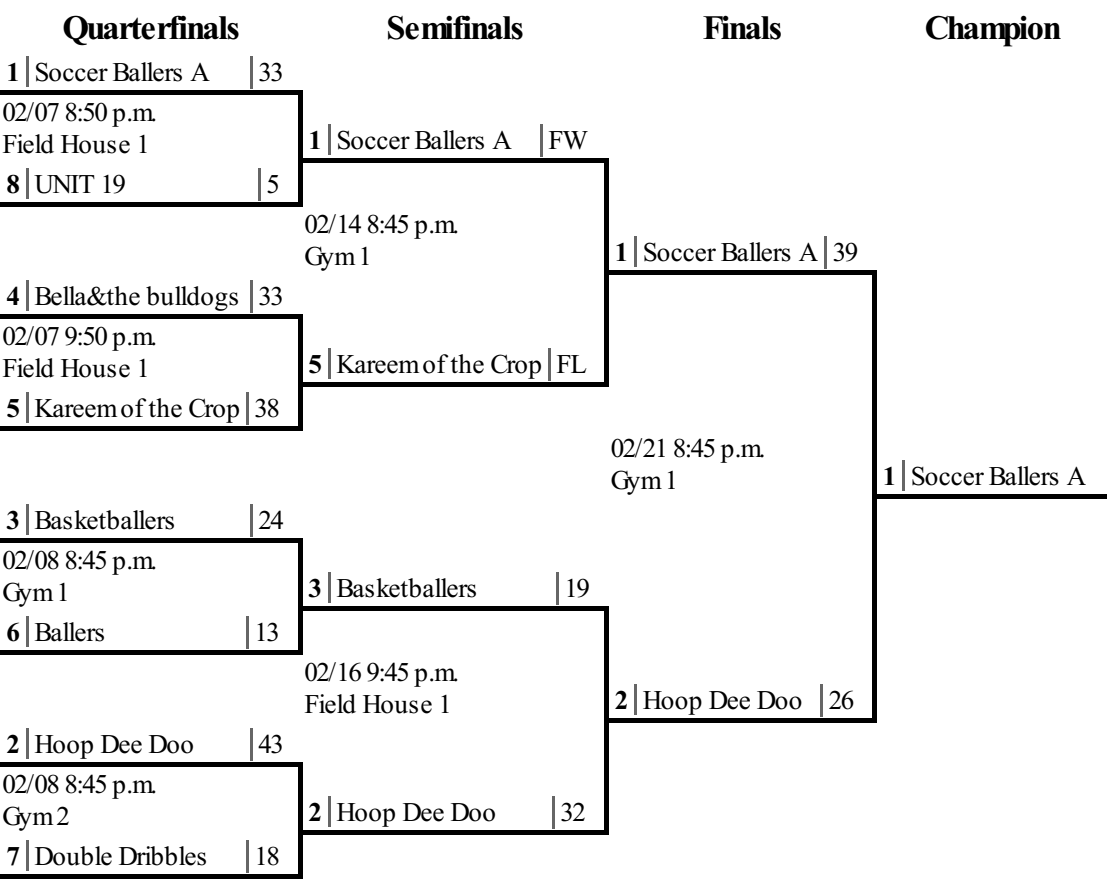 Quarterfinals Semifinals Finals Champion
1 Soccer Ballers A 33
02/07 8:50 p.m.
Field House 1
8 UNIT 19 5
4 Bella&the bulldogs 33
02/07 9:50 p.m.
Field House 1
5 Kareem of the Crop 38
3 Basketballers 24
02/08 8:45 p.m.
Gym 1
6 Ballers 13
2 Hoop Dee Doo 43
02/08 8:45 p.m.
Gym 2
7 Double Dribbles 18
1 Soccer Ballers A FW
02/14 8:45 p.m.
Gym 1
5 Kareem of the Crop FL
3 Basketballers 19
02/16 9:45 p.m.
Field House 1
2 Hoop Dee Doo 32
1 Soccer Ballers A 39
02/21 8:45 p.m.
Gym 1
2 Hoop Dee Doo 26
1 Soccer Ballers A